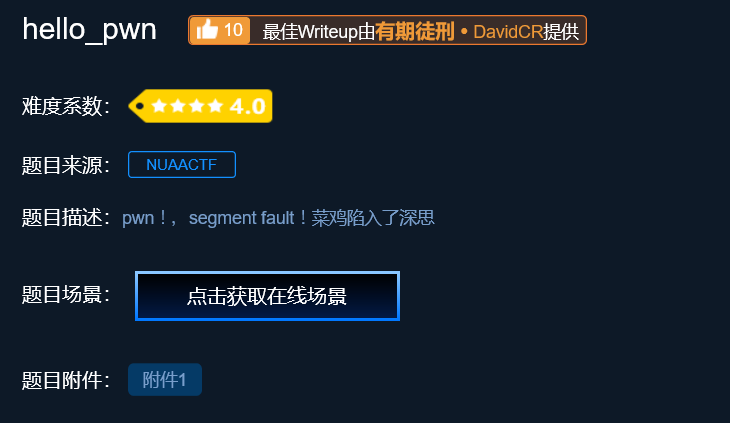 hello_pwn 10 最佳Writeup由有期徒刑 • DavidCR提供
难度系数： 4.0
题目来源： NUAACTF
题目描述：pwn！，segment fault！菜鸡陷入了深思
题目场景： 点击获取在线场景
题目附件： 附件1